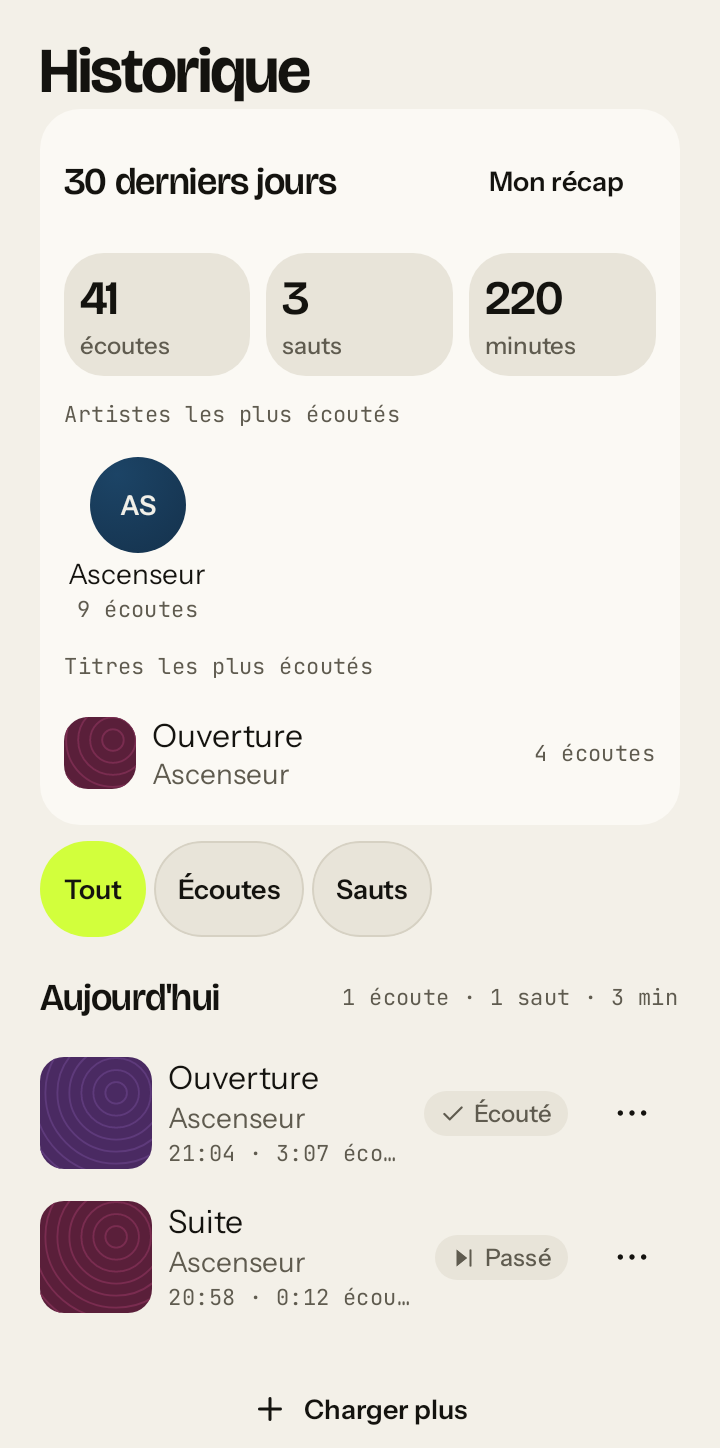 Historique
30 derniers jours
Mon récap
41
écoutes
3
sauts
220
minutes
Artistes les plus écoutés
AS
Ascenseur
9 écoutes
Titres les plus écoutés
Ouverture
Ascenseur
4 écoutes
Tout
Écoutes
Sauts
Aujourd'hui
1 écoute · 1 saut · 3 min
Ouverture
Ascenseur
21:04 · 3:07 éco…
Écouté
Suite
Ascenseur
20:58 · 0:12 écou…
Passé
Charger plus